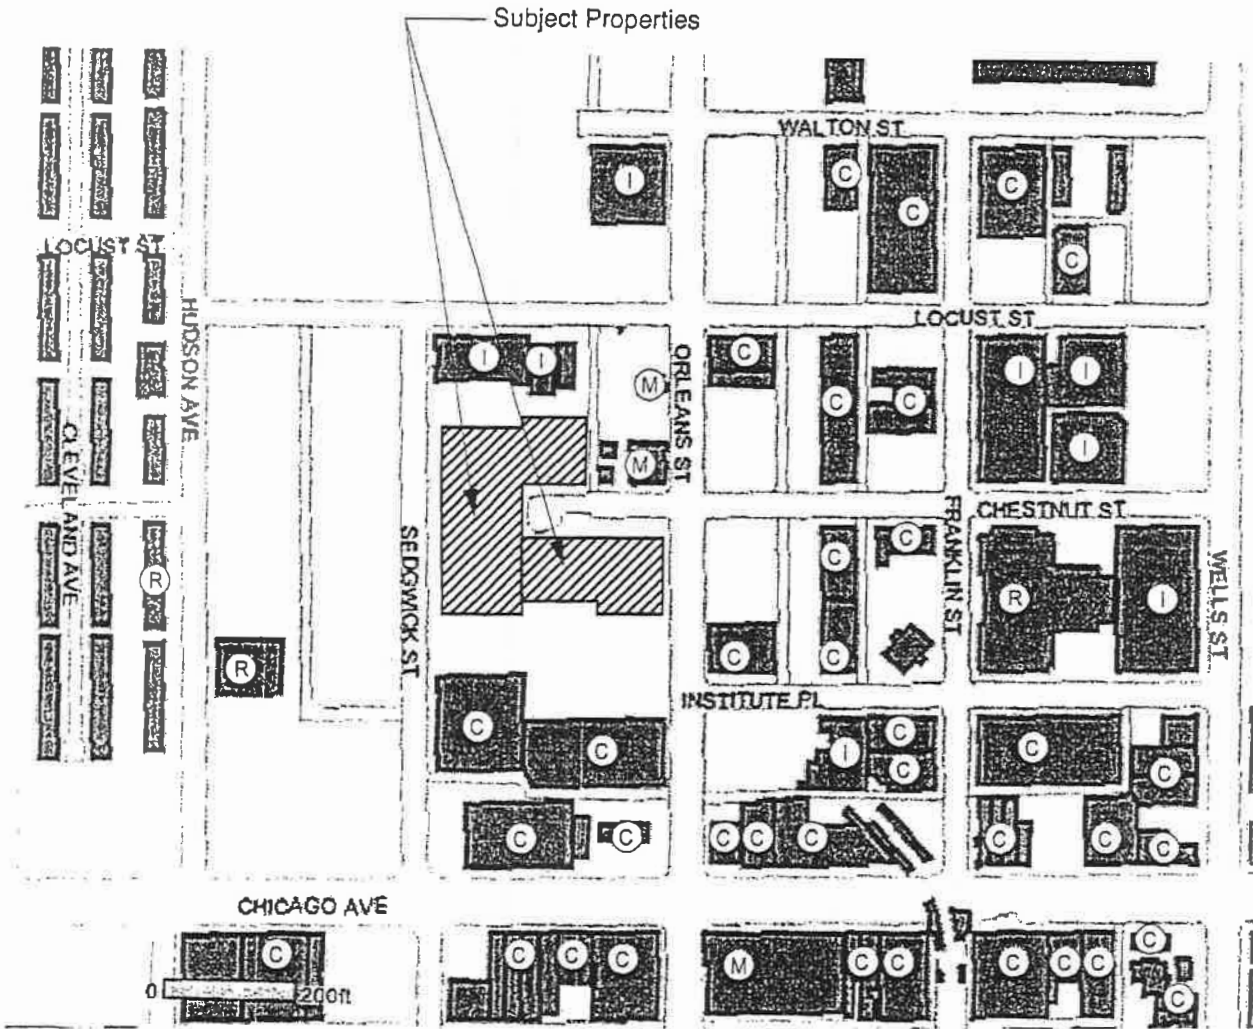 Subject Properties
WALTON ST
I
C
C
C
C
LOCUST ST
HUDSON AVE
LOCUST ST
I
I
M
ORLEANS ST
C
C
C
I
I
I
M
CLEVELAND AVE
SEDGWICK ST
FRANKLIN ST
CHESTNUT ST
WELLS ST
R
C
C
R
I
R
C
C
INSTITUTE PL
C
C
I
C
C
C
C
C
C
C
C
C
C
C
C
CHICAGO AVE
C
C
C
C
M
C
C
C
C
C
C
C
0
200ft